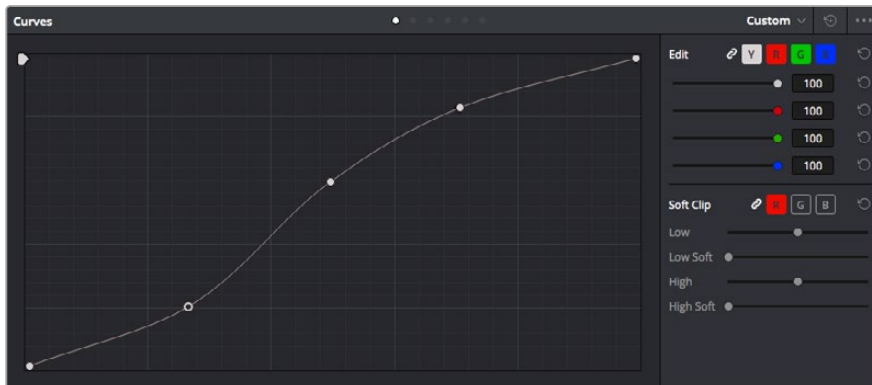 Curves
Custom
Edit
Y R G B
100
100
100
100
Soft Clip
R G B
Low
Low Soft
High
High Soft